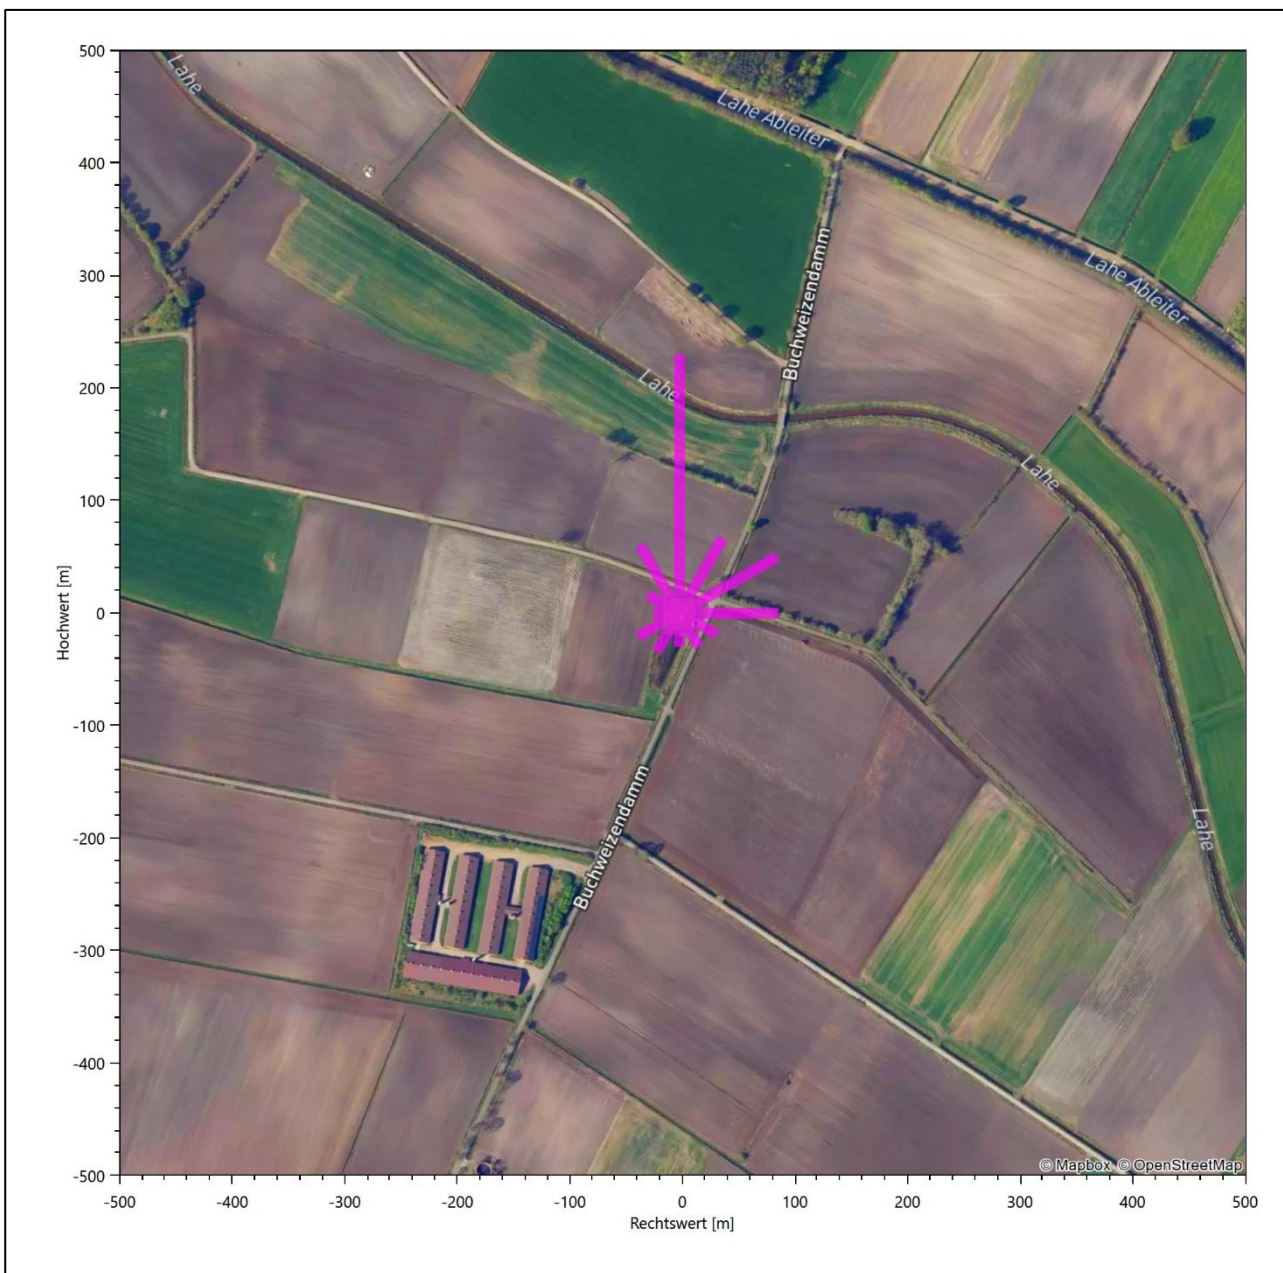 500
400
300
200
100
0
-100
-200
-300
-400
-500
Hochwert [m]
Lahe
Lahe Ableiter
Buchweizendamm
Lahe Ableiter
Lahe
Lahe
Buchweizendamm
Lahe
© Mapbox © OpenStreetMap
-500 -400 -300 -200 -100 0 100 200 300 400 500
Rechtswert [m]